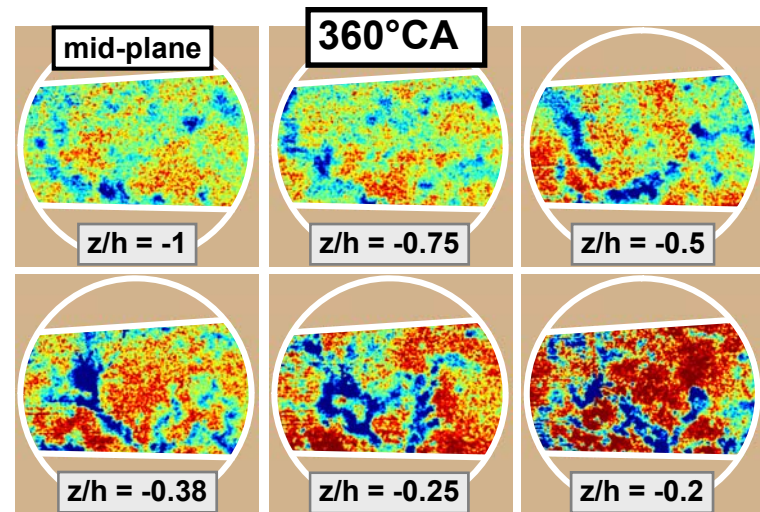 mid-plane
360°CA
z/h = -1
z/h = -0.75
z/h = -0.5
z/h = -0.38
z/h = -0.25
z/h = -0.2